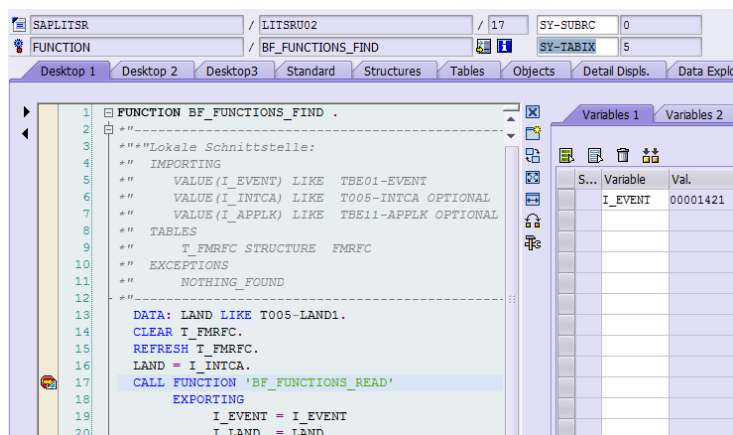 SAPLITSR / LITSRU02 / 17 SY-SUBRC 0
FUNCTION / BF_FUNCTIONS_FIND SY-TABIX 5
Desktop 1 Desktop 2 Desktop3 Standard Structures Tables Objects Detail Displs. Data Explo
Variables 1 Variables 2
S... Variable Val.
I_EVENT 00001421
1 FUNCTION BF_FUNCTIONS_FIND .
2 *"----------------------------------------------------
3 *"*"Lokale Schnittstelle:
4 *" IMPORTING
5 *" VALUE(I_EVENT) LIKE TBE01-EVENT
6 *" VALUE(I_INTCA) LIKE T005-INTCA OPTIONAL
7 *" VALUE(I_APPLK) LIKE TBE11-APPLK OPTIONAL
8 *" TABLES
9 *" T_FMRFC STRUCTURE FMRFC
10 *" EXCEPTIONS
11 *" NOTHING_FOUND
12 *"----------------------------------------------------
13 DATA: LAND LIKE T005-LAND1.
14 CLEAR T_FMRFC.
15 REFRESH T_FMRFC.
16 LAND = I_INTCA.
17 CALL FUNCTION 'BF_FUNCTIONS_READ'
18 EXPORTING
19 I_EVENT = I_EVENT
20 I_LAND = LAND